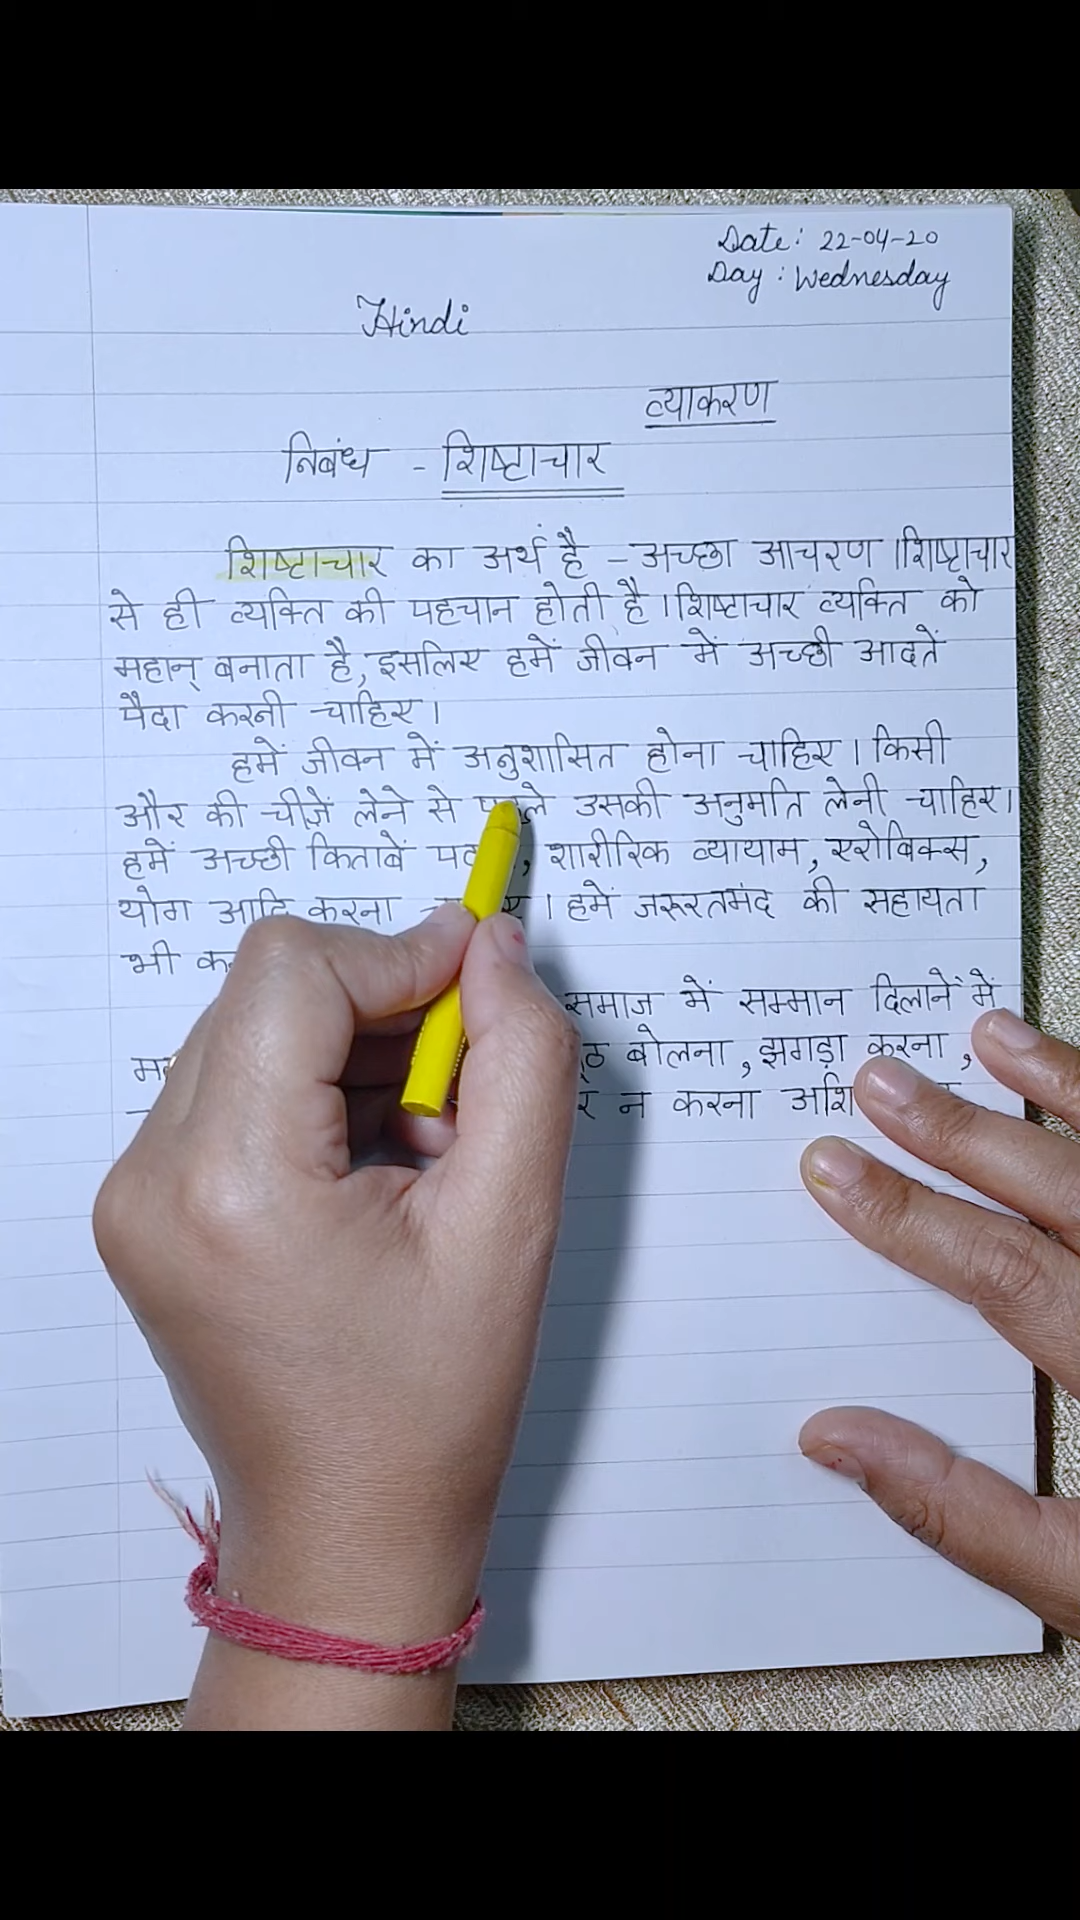 Date: 22-04-20
Day: Wednesday
Hindi
व्याकरण
निबंध - शिष्टाचार
शिष्टाचार का अर्थ है - अच्छा आचरण । शिष्टाचार
से ही व्यक्ति की पहचान होती है । शिष्टाचार व्यक्ति को
महान् बनाता है, इसलिए हमें जीवन में अच्छी आदतें
पैदा करनी चाहिए ।
हमें जीवन में अनुशासित होना चाहिए । किसी
और की चीज़ें लेने से उसकी अनुमति लेनी चाहिए ।
हमें अच्छी किताबें , शारीरिक व्यायाम, एरोबिक्स,
योग आदि करना । हमें जरूरतमंद की सहायता
भी
समाज में सम्मान दिलानें में
बोलना, झगड़ा करना,
न करना